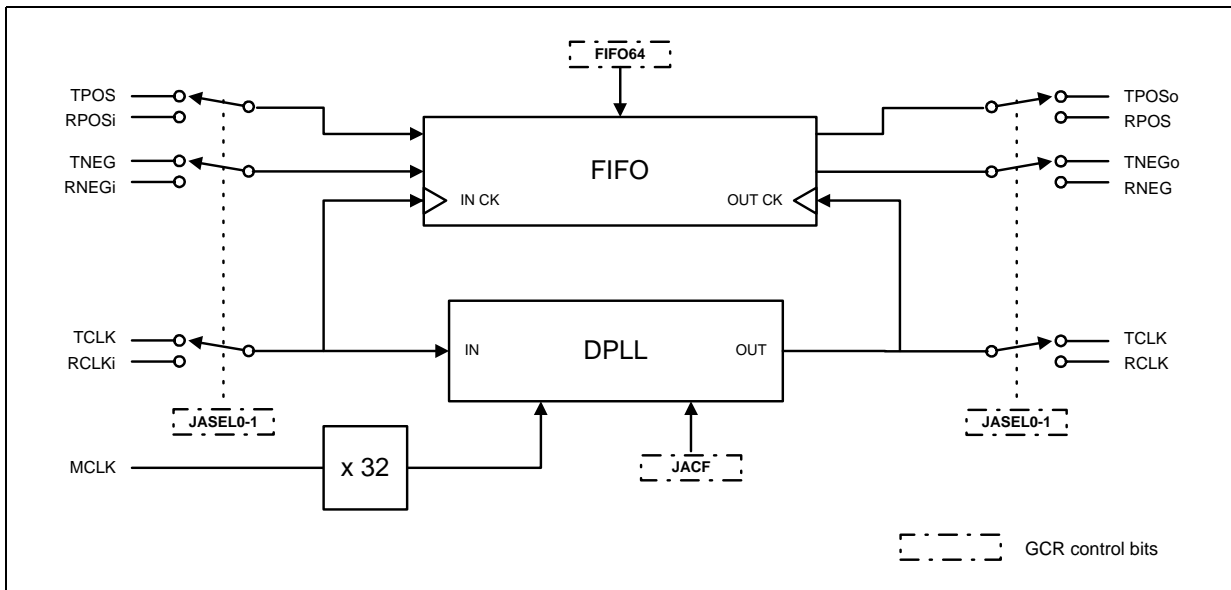 FIFO64
TPOS
RPOSi
TNEG
RNEGi
FIFO
IN CK
OUT CK
TPOSo
RPOS
TNEGo
RNEG
TCLK
RCLKi
IN
DPLL
OUT
TCLK
RCLK
JASEL0-1
JASEL0-1
MCLK
x 32
JACF
GCR control bits